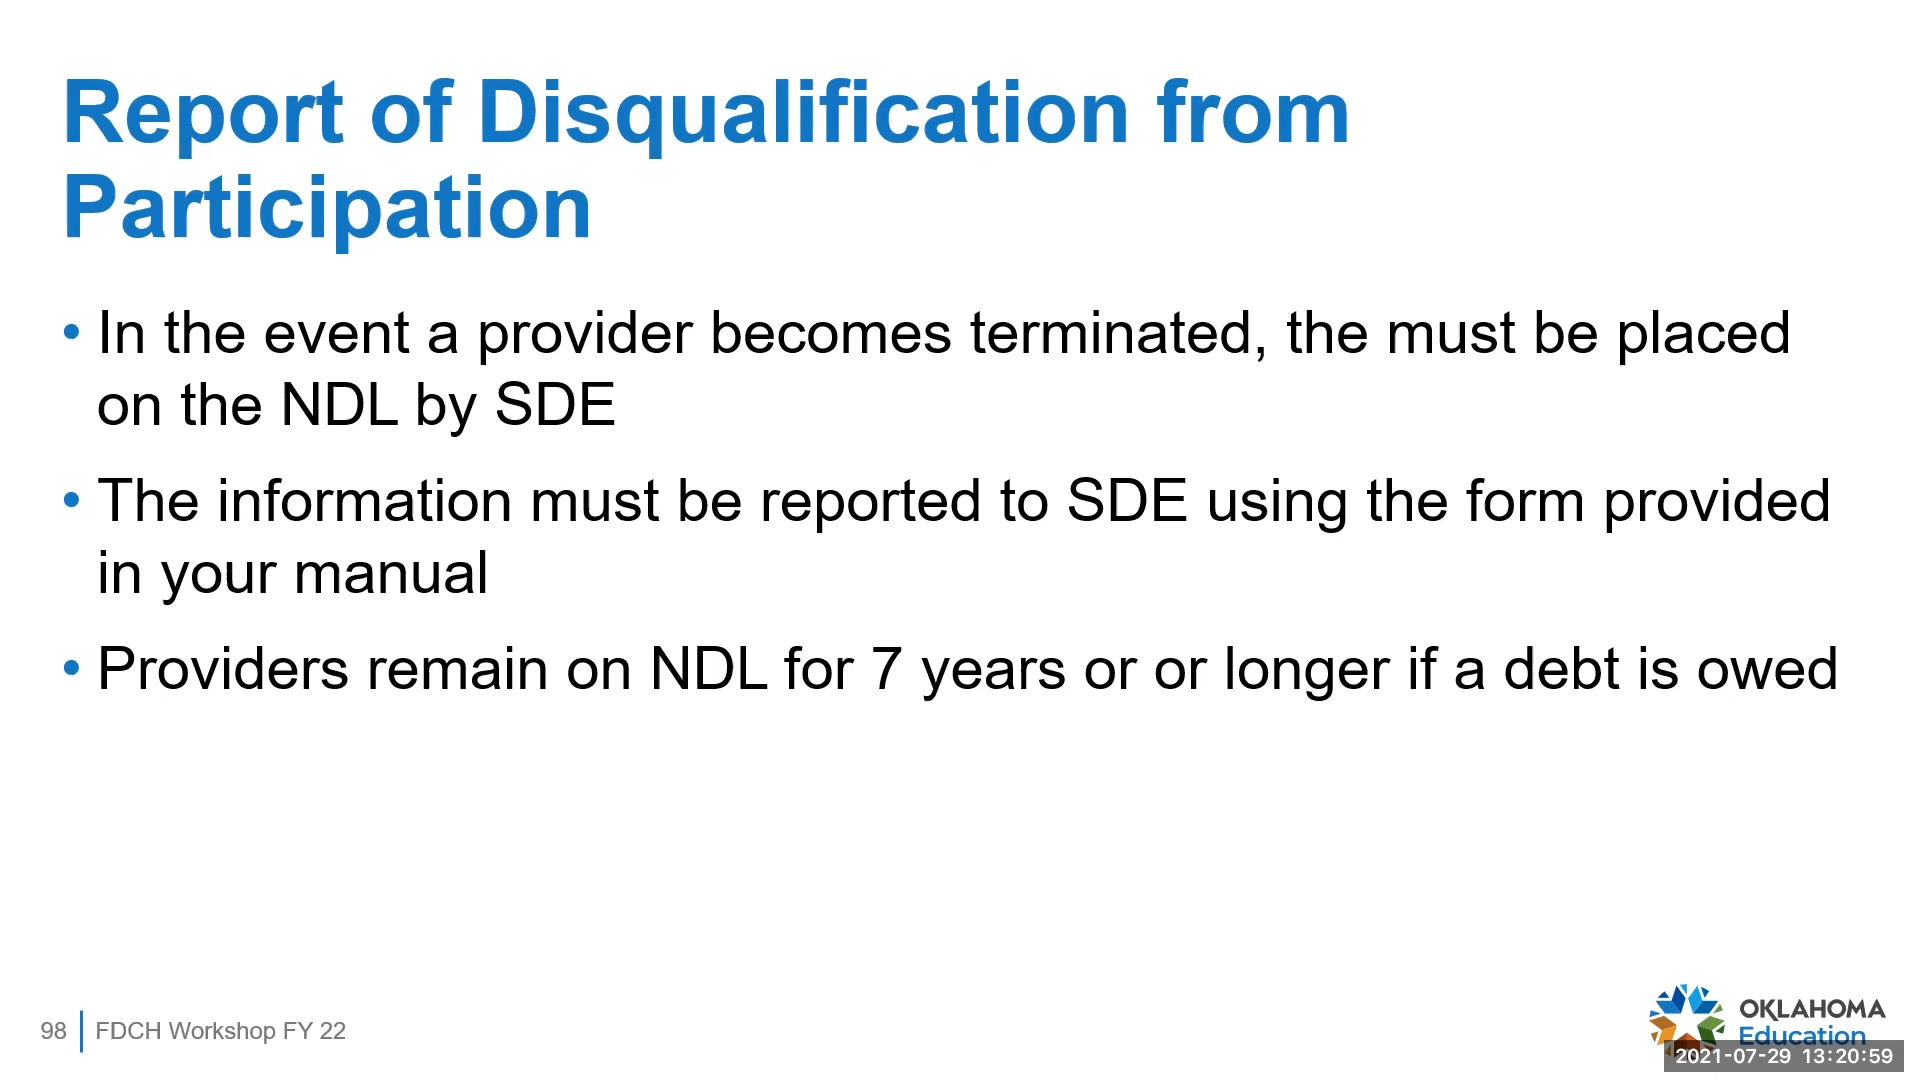 Report of Disqualification from
Participation
• In the event a provider becomes terminated, the must be placed
on the NDL by SDE
• The information must be reported to SDE using the form provided
in your manual
• Providers remain on NDL for 7 years or or longer if a debt is owed
98 FDCH Workshop FY 22
OKLAHOMA
Education
2021-07-29 13:20:59